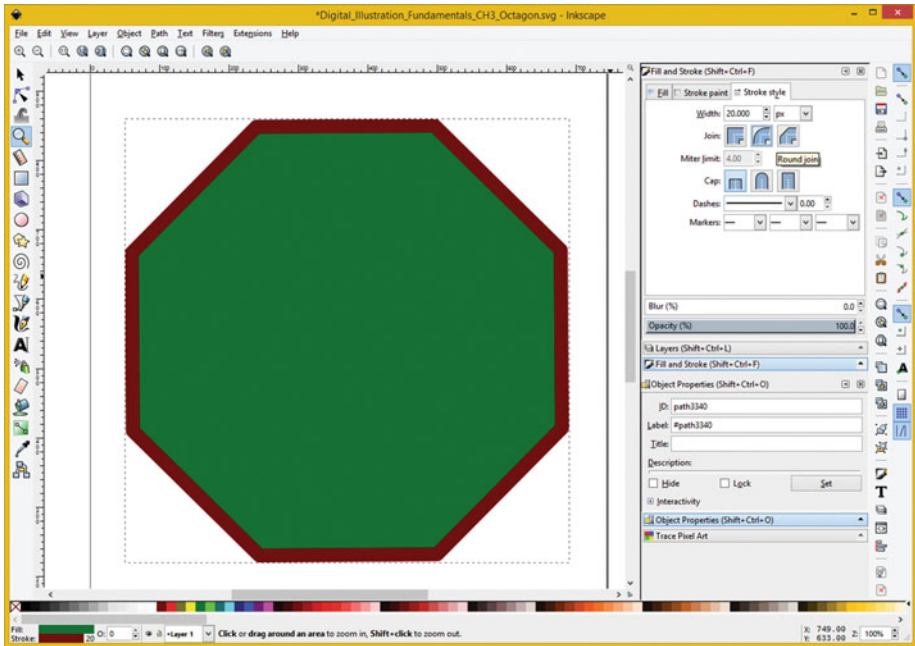 *Digital_Illustration_Fundamentals_CH3_Octagon.svg - Inkscape
File Edit View Layer Object Path Text Filters Extensions Help
Fill and Stroke (Shift+Ctrl+F)
Fill Stroke paint Stroke style
Width: 20.000 px
Join:
Miter limit: 4.00 Round join
Cap:
Dashes: 0.00
Markers:
Blur (%) 0.0
Opacity (%) 100.0
Layers (Shift+Ctrl+L)
Fill and Stroke (Shift+Ctrl+F)
Object Properties (Shift+Ctrl+O)
ID: path3340
Label: #path3340
Title:
Description:
Hide Lock Set
Interactivity
Object Properties (Shift+Ctrl+O)
Trace Pixel Art
Fill: O: 0 Layer 1 Click or drag around an area to zoom in, Shift+click to zoom out. X: 749.00 Z: 100%
Stroke: 20 Y: 633.00